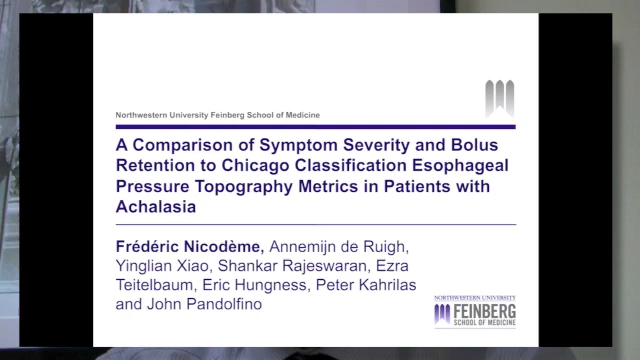 Northwestern University Feinberg School of Medicine
A Comparison of Symptom Severity and Bolus
Retention to Chicago Classification Esophageal
Pressure Topography Metrics in Patients with
Achalasia
Frédéric Nicodème, Annemijn de Ruigh,
Yinglian Xiao, Shankar Rajeswaran, Ezra
Teitelbaum, Eric Hungness, Peter Kahrilas
and John Pandolfino
NORTHWESTERN UNIVERSITY
FEINBERG
SCHOOL OF MEDICINE